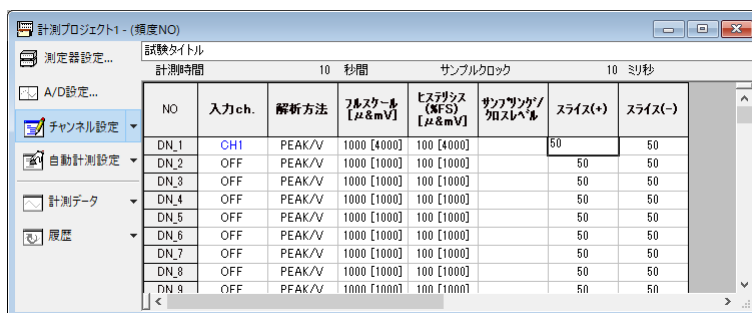 計測プロジェクト1 - (頻度NO)
測定器設定...
A/D設定...
チャンネル設定
自動計測設定
計測データ
履歴
試験タイトル
計測時間 10 秒間 サンプルクロック 10 ミリ秒
NO 入力ch. 解析方法 フルスケール [μ&mV] ヒステリシス (%FS) [μ&mV] サンプリング/クロスレベル スライス(+) スライス(-)
DN_1 CH1 PEAK/V 1000 [4000] 100 [4000] 50 50
DN_2 OFF PEAK/V 1000 [1000] 100 [1000] 50 50
DN_3 OFF PEAK/V 1000 [1000] 100 [1000] 50 50
DN_4 OFF PEAK/V 1000 [1000] 100 [1000] 50 50
DN_5 OFF PEAK/V 1000 [1000] 100 [1000] 50 50
DN_6 OFF PEAK/V 1000 [1000] 100 [1000] 50 50
DN_7 OFF PEAK/V 1000 [1000] 100 [1000] 50 50
DN_8 OFF PEAK/V 1000 [1000] 100 [1000] 50 50
DN_9 OFF PEAK/V 1000 [1000] 100 [1000] 50 50